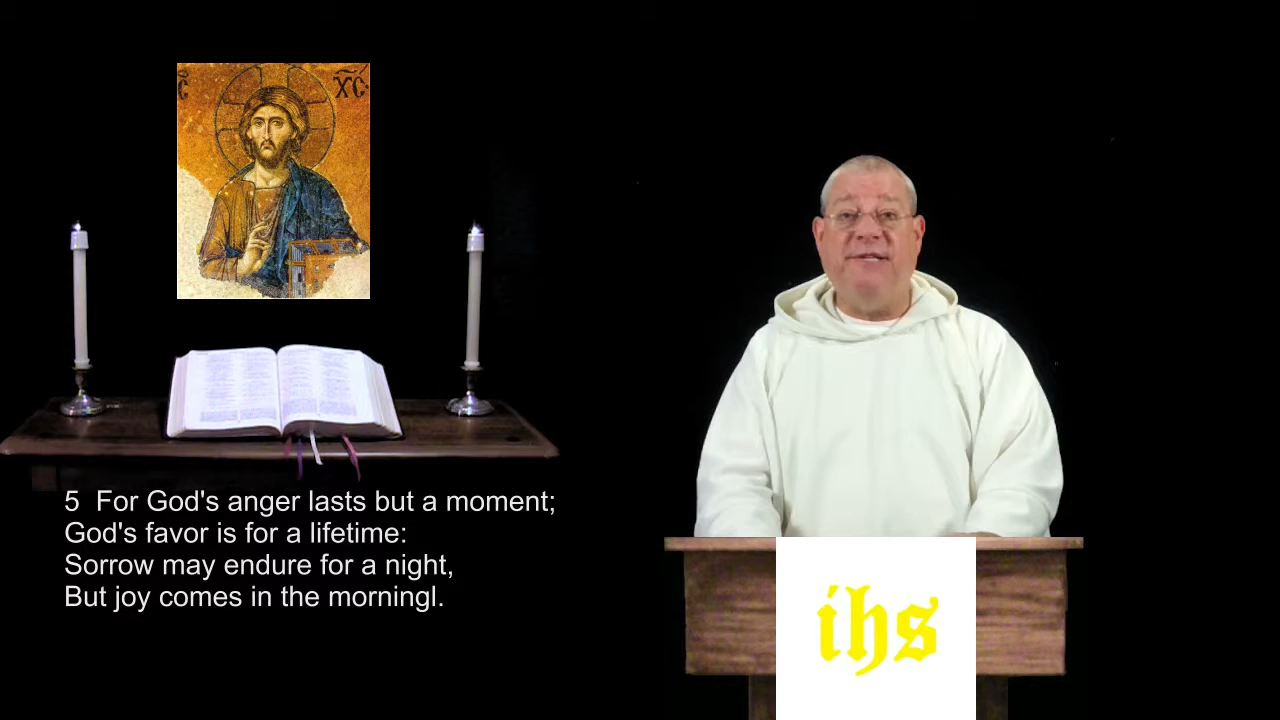 XC
5 For God's anger lasts but a moment;
God's favor is for a lifetime:
Sorrow may endure for a night,
But joy comes in the morningl.
ihs